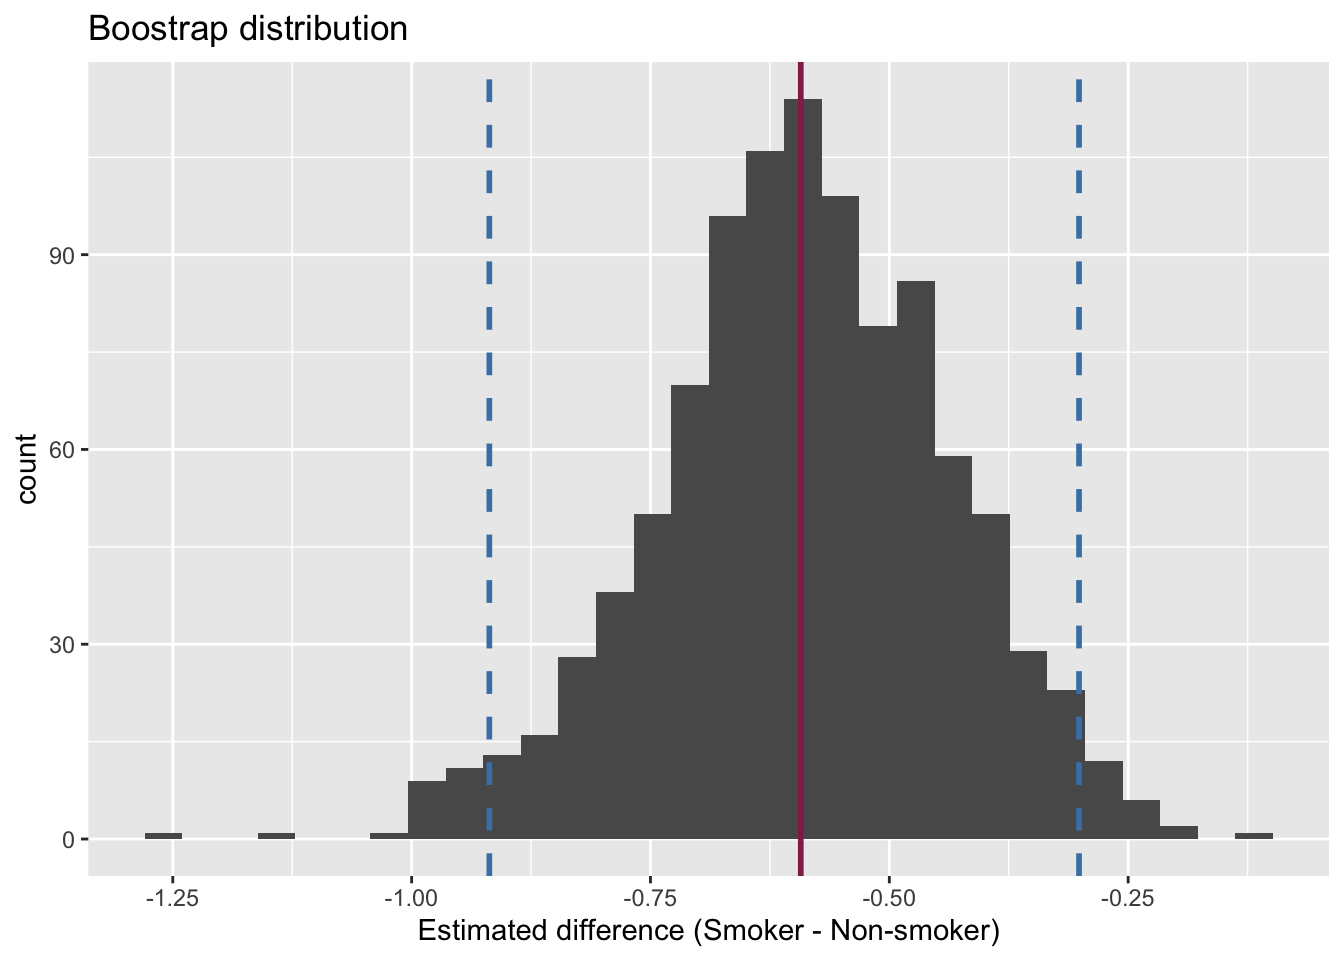 Boostrap distribution
count
90
60
30
0
-1.25 -1.00 -0.75 -0.50 -0.25
Estimated difference (Smoker - Non-smoker)